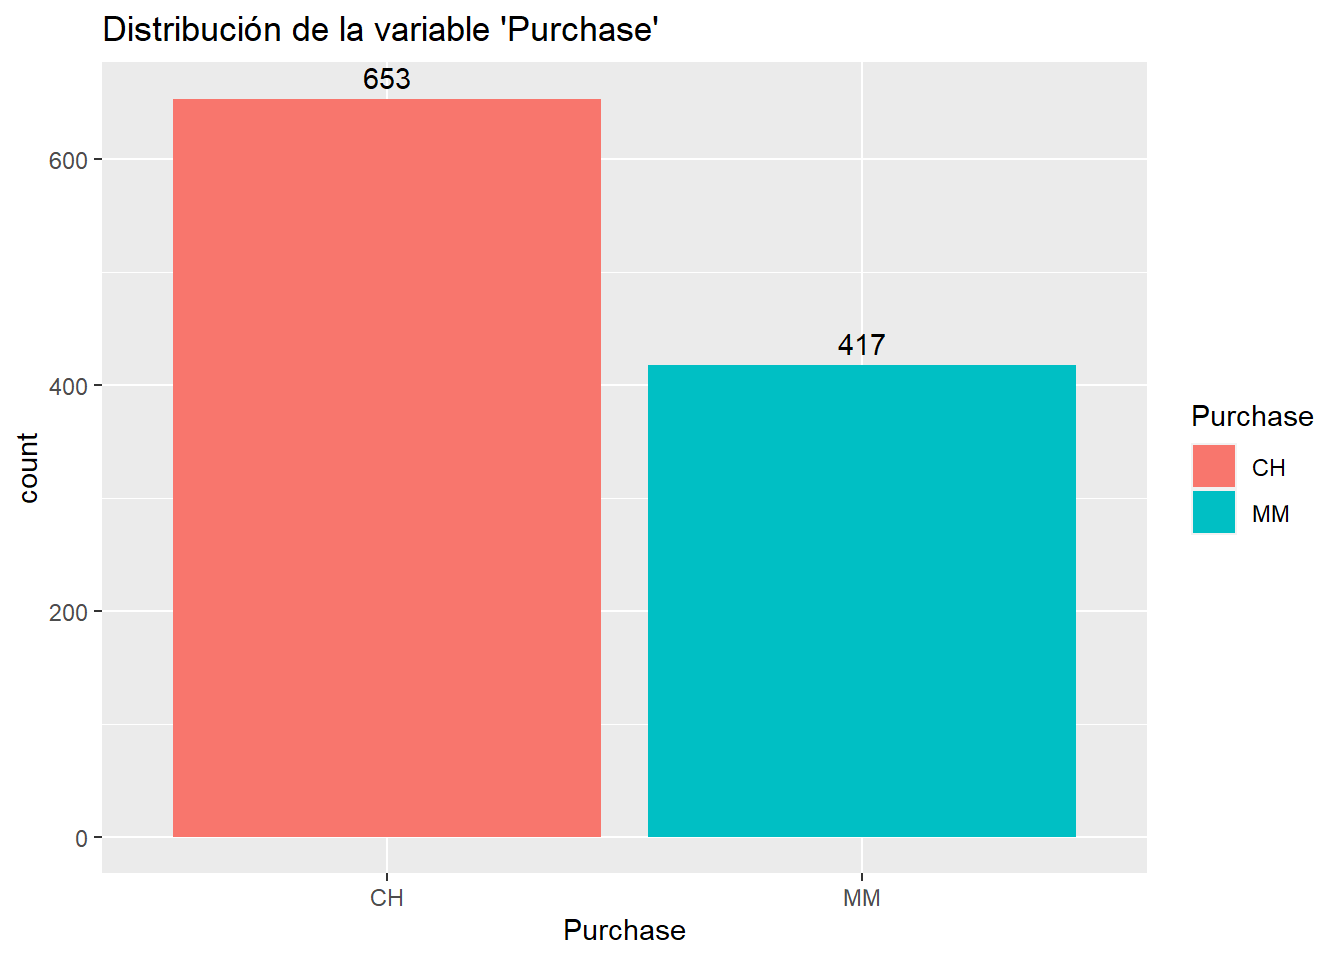 Distribución de la variable 'Purchase'
653
417
600
400
200
0
count
CH
MM
Purchase
Purchase
CH
MM